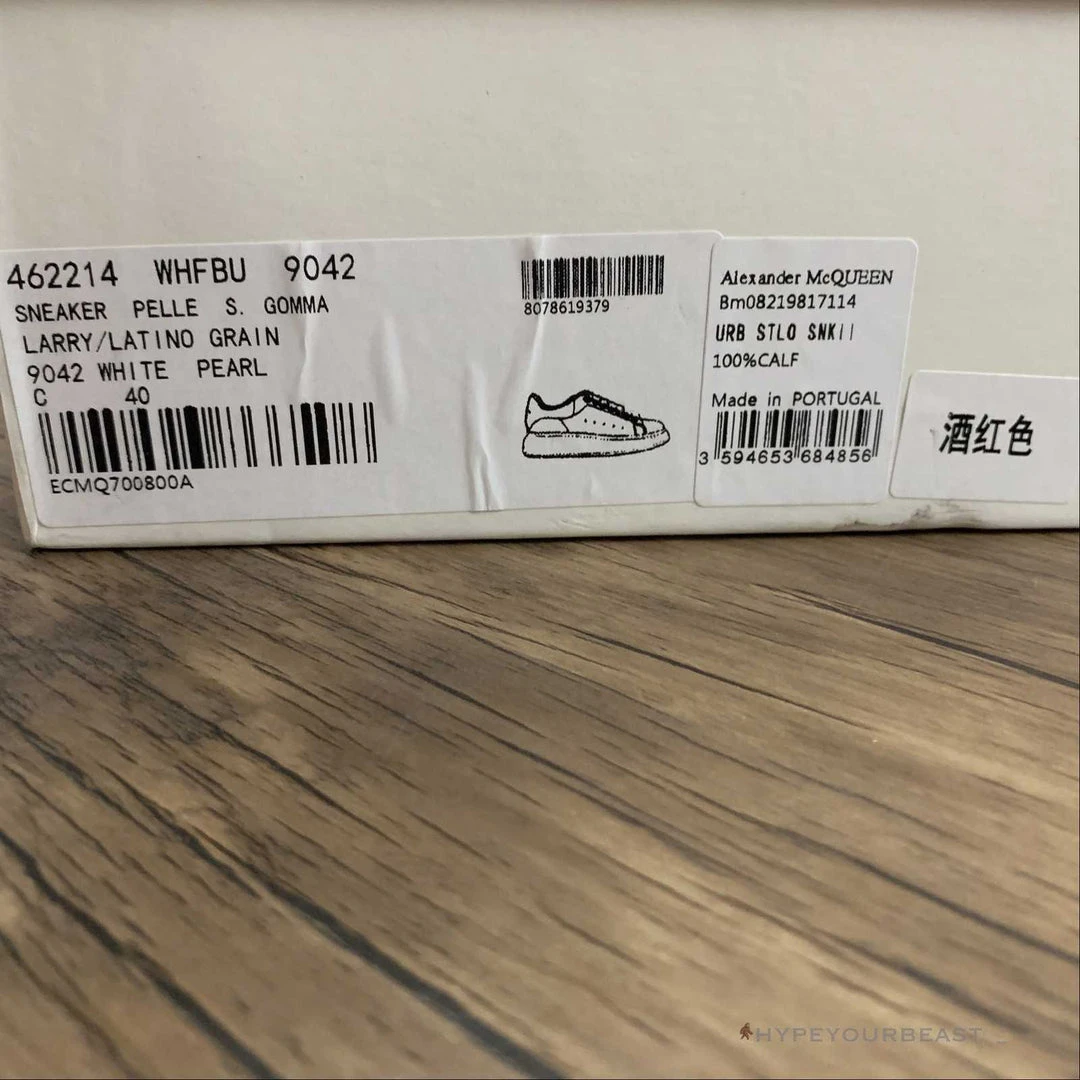 462214 WHFBU 9042
SNEAKER PELLE S. GOMMA
LARRY/LATINO GRAIN
9042 WHITE PEARL
C 40
ECMQ700800A
8078619379
Alexander McQUEEN
Bm08219817114
URB STLO SNKII
100%CALF
Made in PORTUGAL
3 594653 684856
酒红色
HYPEYOURBEAST